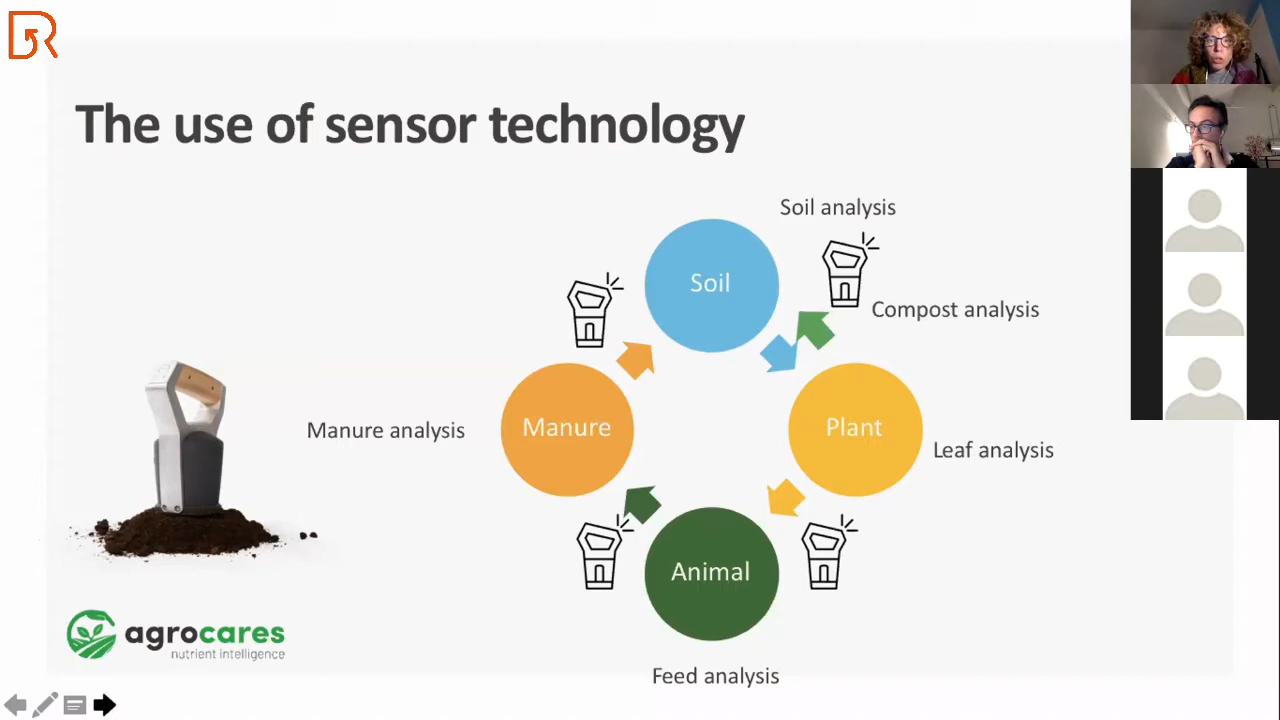 The use of sensor technology
Soil analysis
Soil
Compost analysis
Manure
Plant
Manure analysis
Leaf analysis
Animal
agrocares
nutrient intelligence
Feed analysis